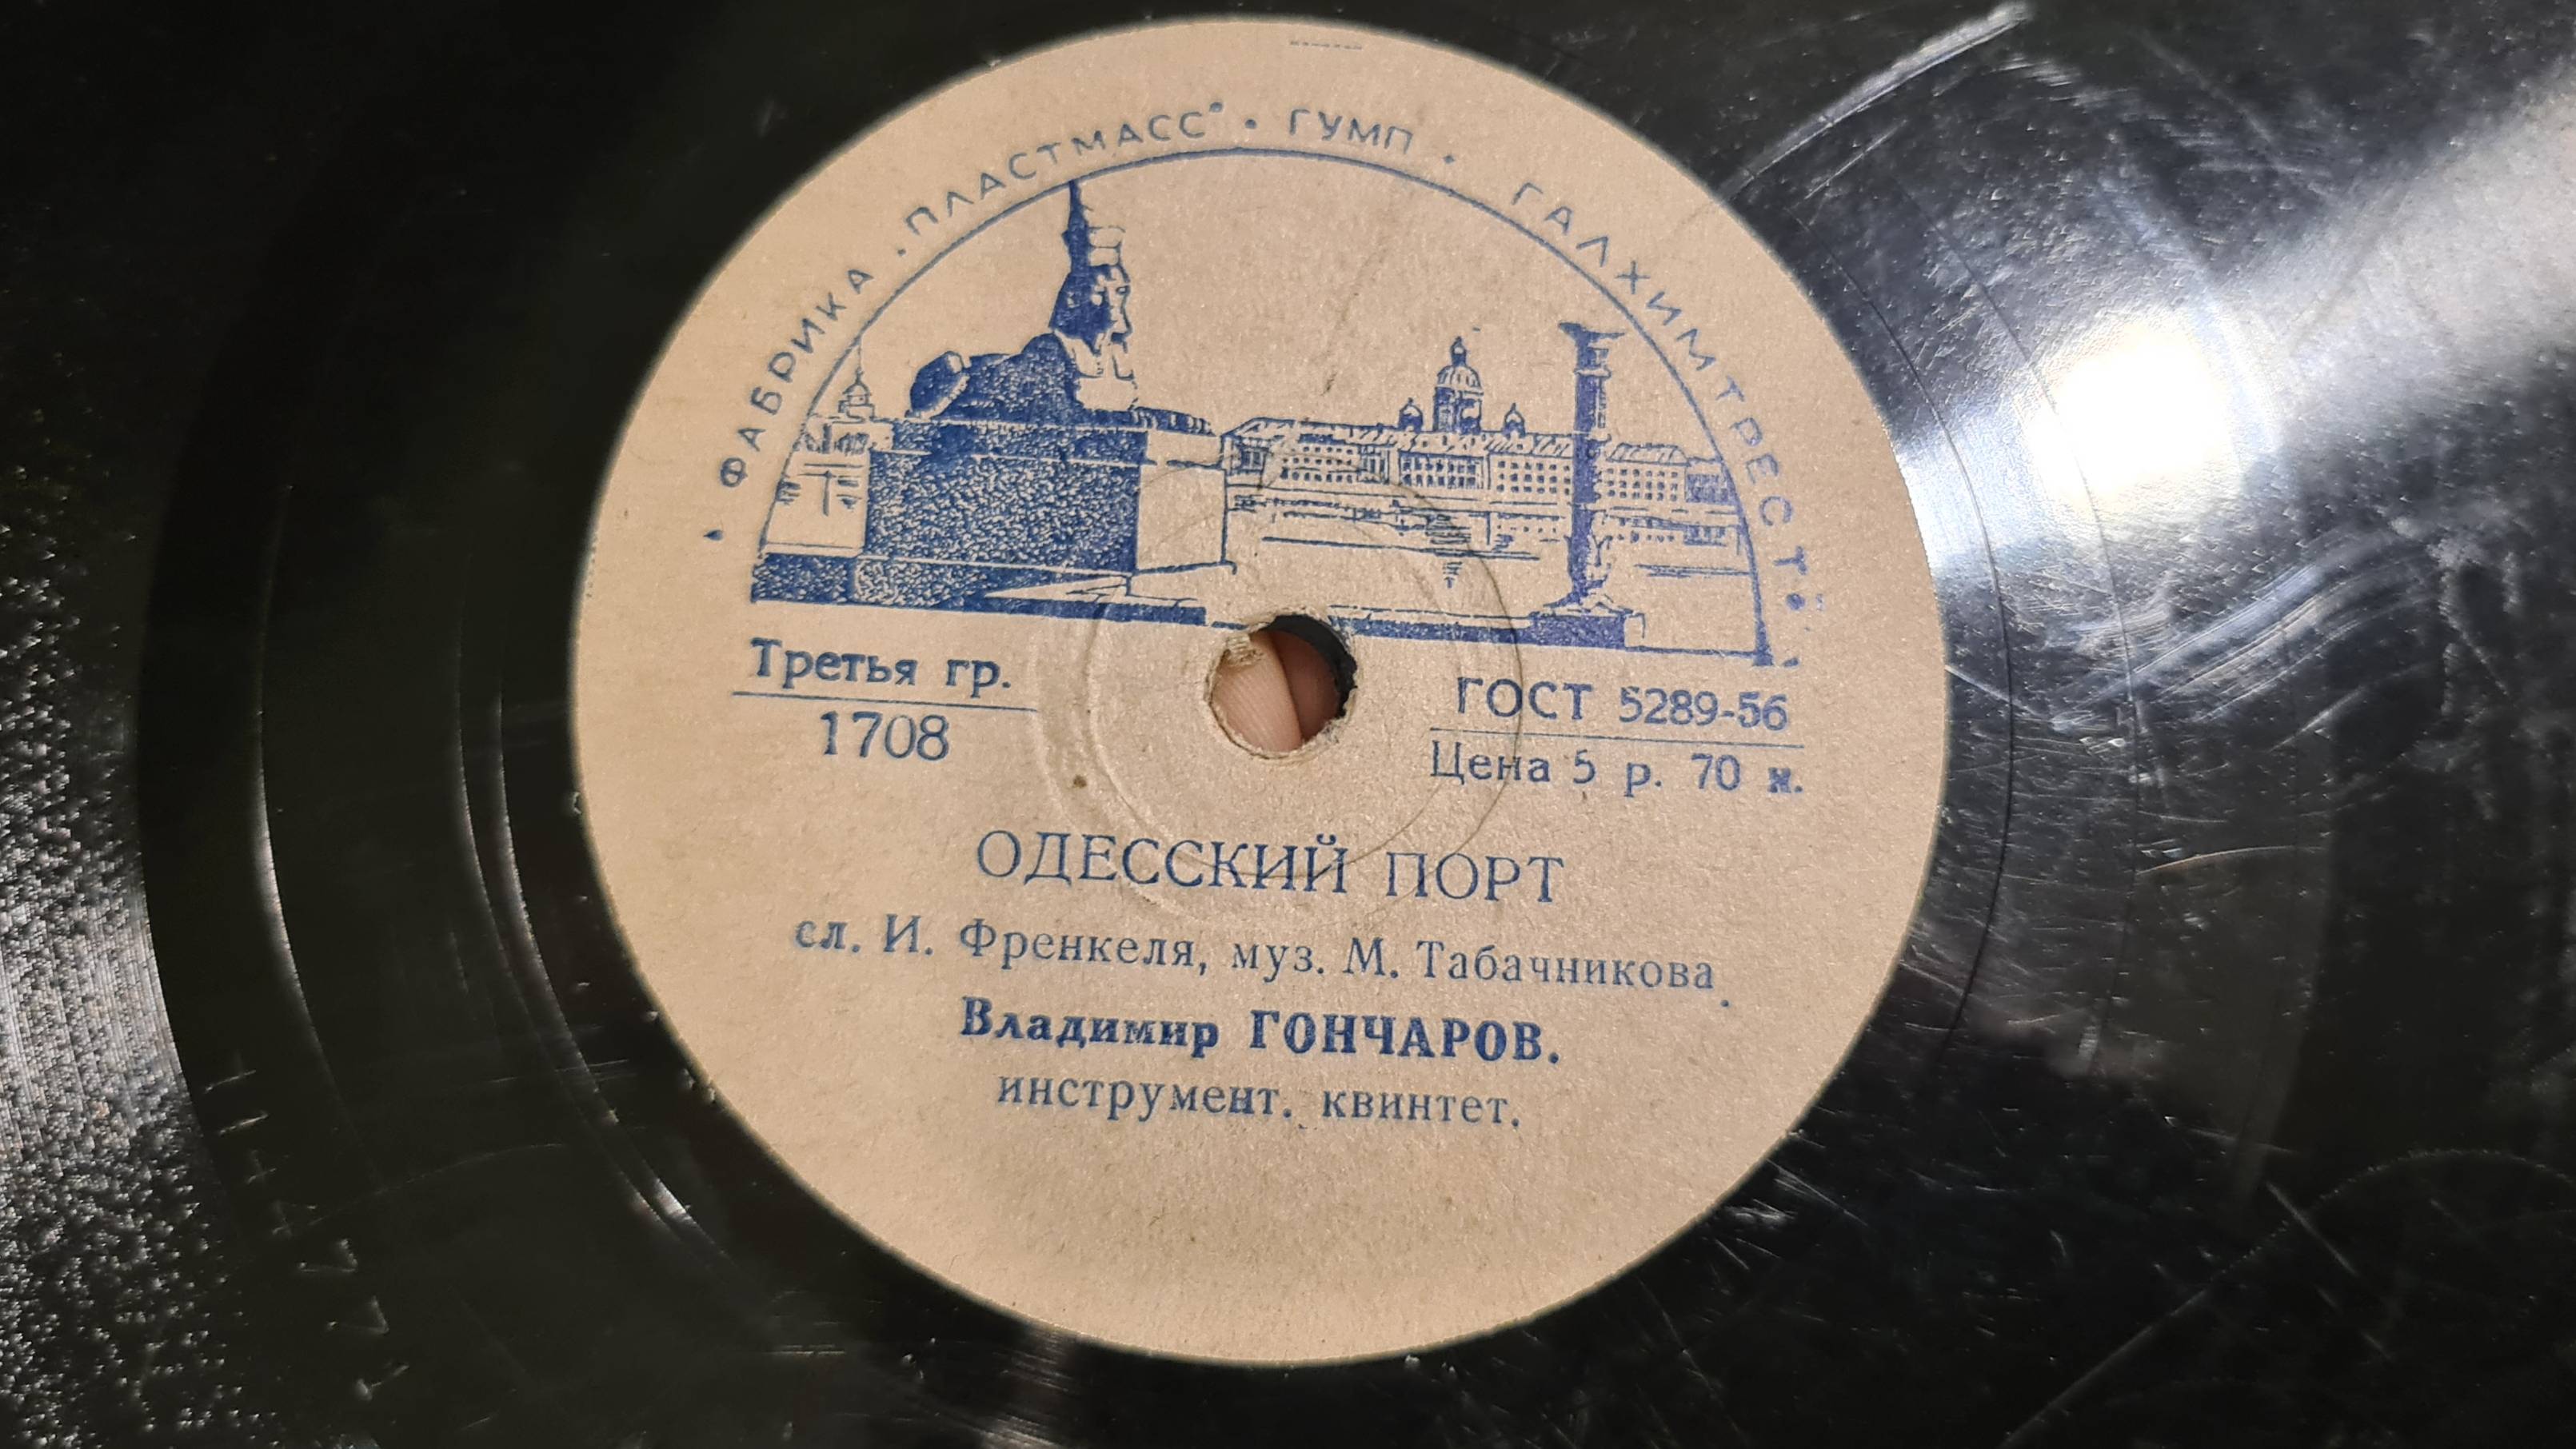 ФАБРИКА „ПЛАСТМАСС“ • ГУМП • ГАЛХИМТРЕСТ
Третья гр.
1708
ГОСТ 5289-56
Цена 5 р. 70 к.
ОДЕССКИЙ ПОРТ
сл. И. Френкеля, муз. М. Табачникова.
Владимир ГОНЧАРОВ.
инструмент. квинтет.